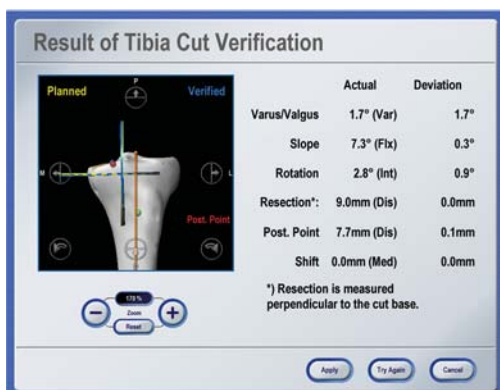 Result of Tibia Cut Verification
Planned
P
Verified
M
L
Post. Point
Actual Deviation
Varus/Valgus 1.7° (Var) 1.7°
Slope 7.3° (Flx) 0.3°
Rotation 2.8° (Int) 0.9°
Resection*: 9.0mm (Dis) 0.0mm
Post. Point 7.7mm (Dis) 0.1mm
Shift 0.0mm (Med) 0.0mm
*) Resection is measured
perpendicular to the cut base.
Zoom
Reset
Apply Try Again Cancel